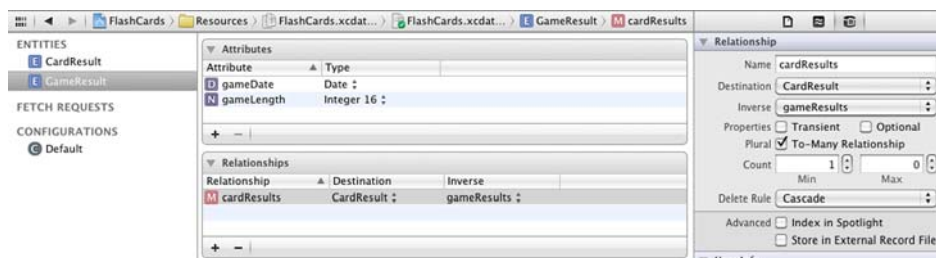 FlashCards Resources FlashCards.xcdat... FlashCards.xcdat... E GameResult M cardResults
ENTITIES
E CardResult
E GameResult
FETCH REQUESTS
CONFIGURATIONS
C Default
Attributes
Attribute Type
D gameDate Date
N gameLength Integer 16
+ −
Relationships
Relationship Destination Inverse
M cardResults CardResult gameResults
+ −
Relationship
Name cardResults
Destination CardResult
Inverse gameResults
Properties Transient Optional
Plural To-Many Relationship
Count 1 0
Min Max
Delete Rule Cascade
Advanced Index in Spotlight
Store in External Record File